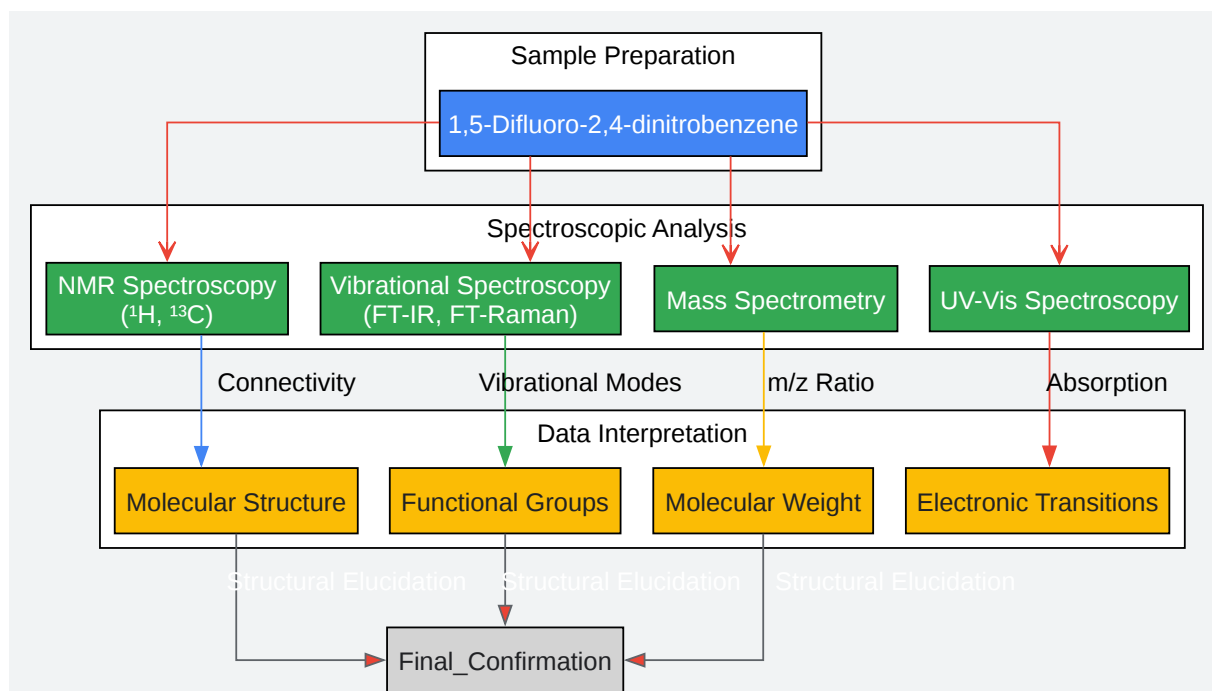 Sample Preparation
1,5-Difluoro-2,4-dinitrobenzene
Spectroscopic Analysis
NMR Spectroscopy
(¹H, ¹³C)
Vibrational Spectroscopy
(FT-IR, FT-Raman)
Mass Spectrometry
UV-Vis Spectroscopy
Connectivity
Vibrational Modes
m/z Ratio
Absorption
Data Interpretation
Molecular Structure
Functional Groups
Molecular Weight
Electronic Transitions
Structural Elucidation
Structural Elucidation
Structural Elucidation
Final_Confirmation